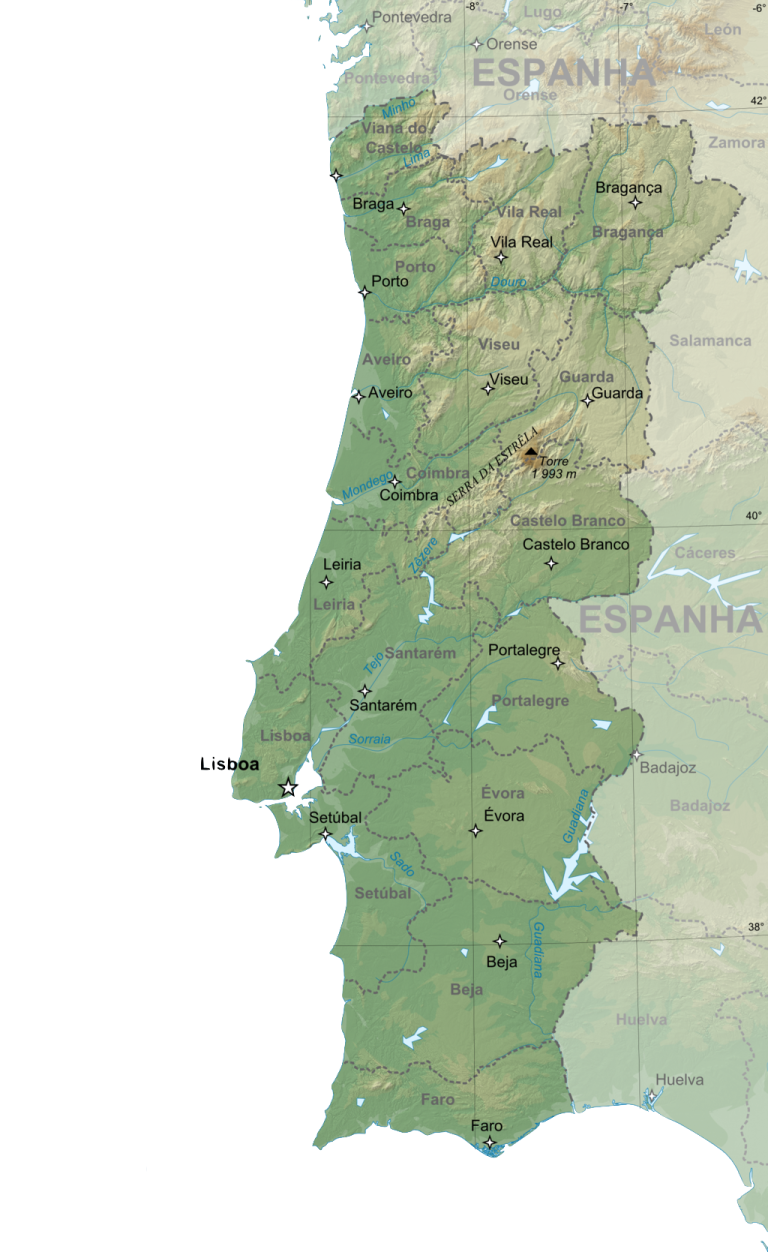 -8°
-7°
-6°
Pontevedra
Lugo
León
Orense
ESPANHA
Pontevedra
Orense
42°
Minho
Viana do
Castelo
Zamora
Lima
Bragança
Braga
Braga
Vila Real
Bragança
Vila Real
Porto
Porto
Douro
Viseu
Salamanca
Aveiro
Viseu
Guarda
Aveiro
Guarda
SERRA DA ESTRÊLA
Torre
1 993 m
Coimbra
Mondego
Coimbra
40°
Castelo Branco
Castelo Branco
Zêzere
Cáceres
Leiria
Leiria
ESPANHA
Portalegre
Santarém
Tejo
Portalegre
Santarém
Lisboa
Sorraia
Lisboa
Badajoz
Évora
Badajoz
Setúbal
Évora
Guadiana
Sado
Setúbal
38°
Guadiana
Beja
Beja
Huelva
Huelva
Faro
Faro